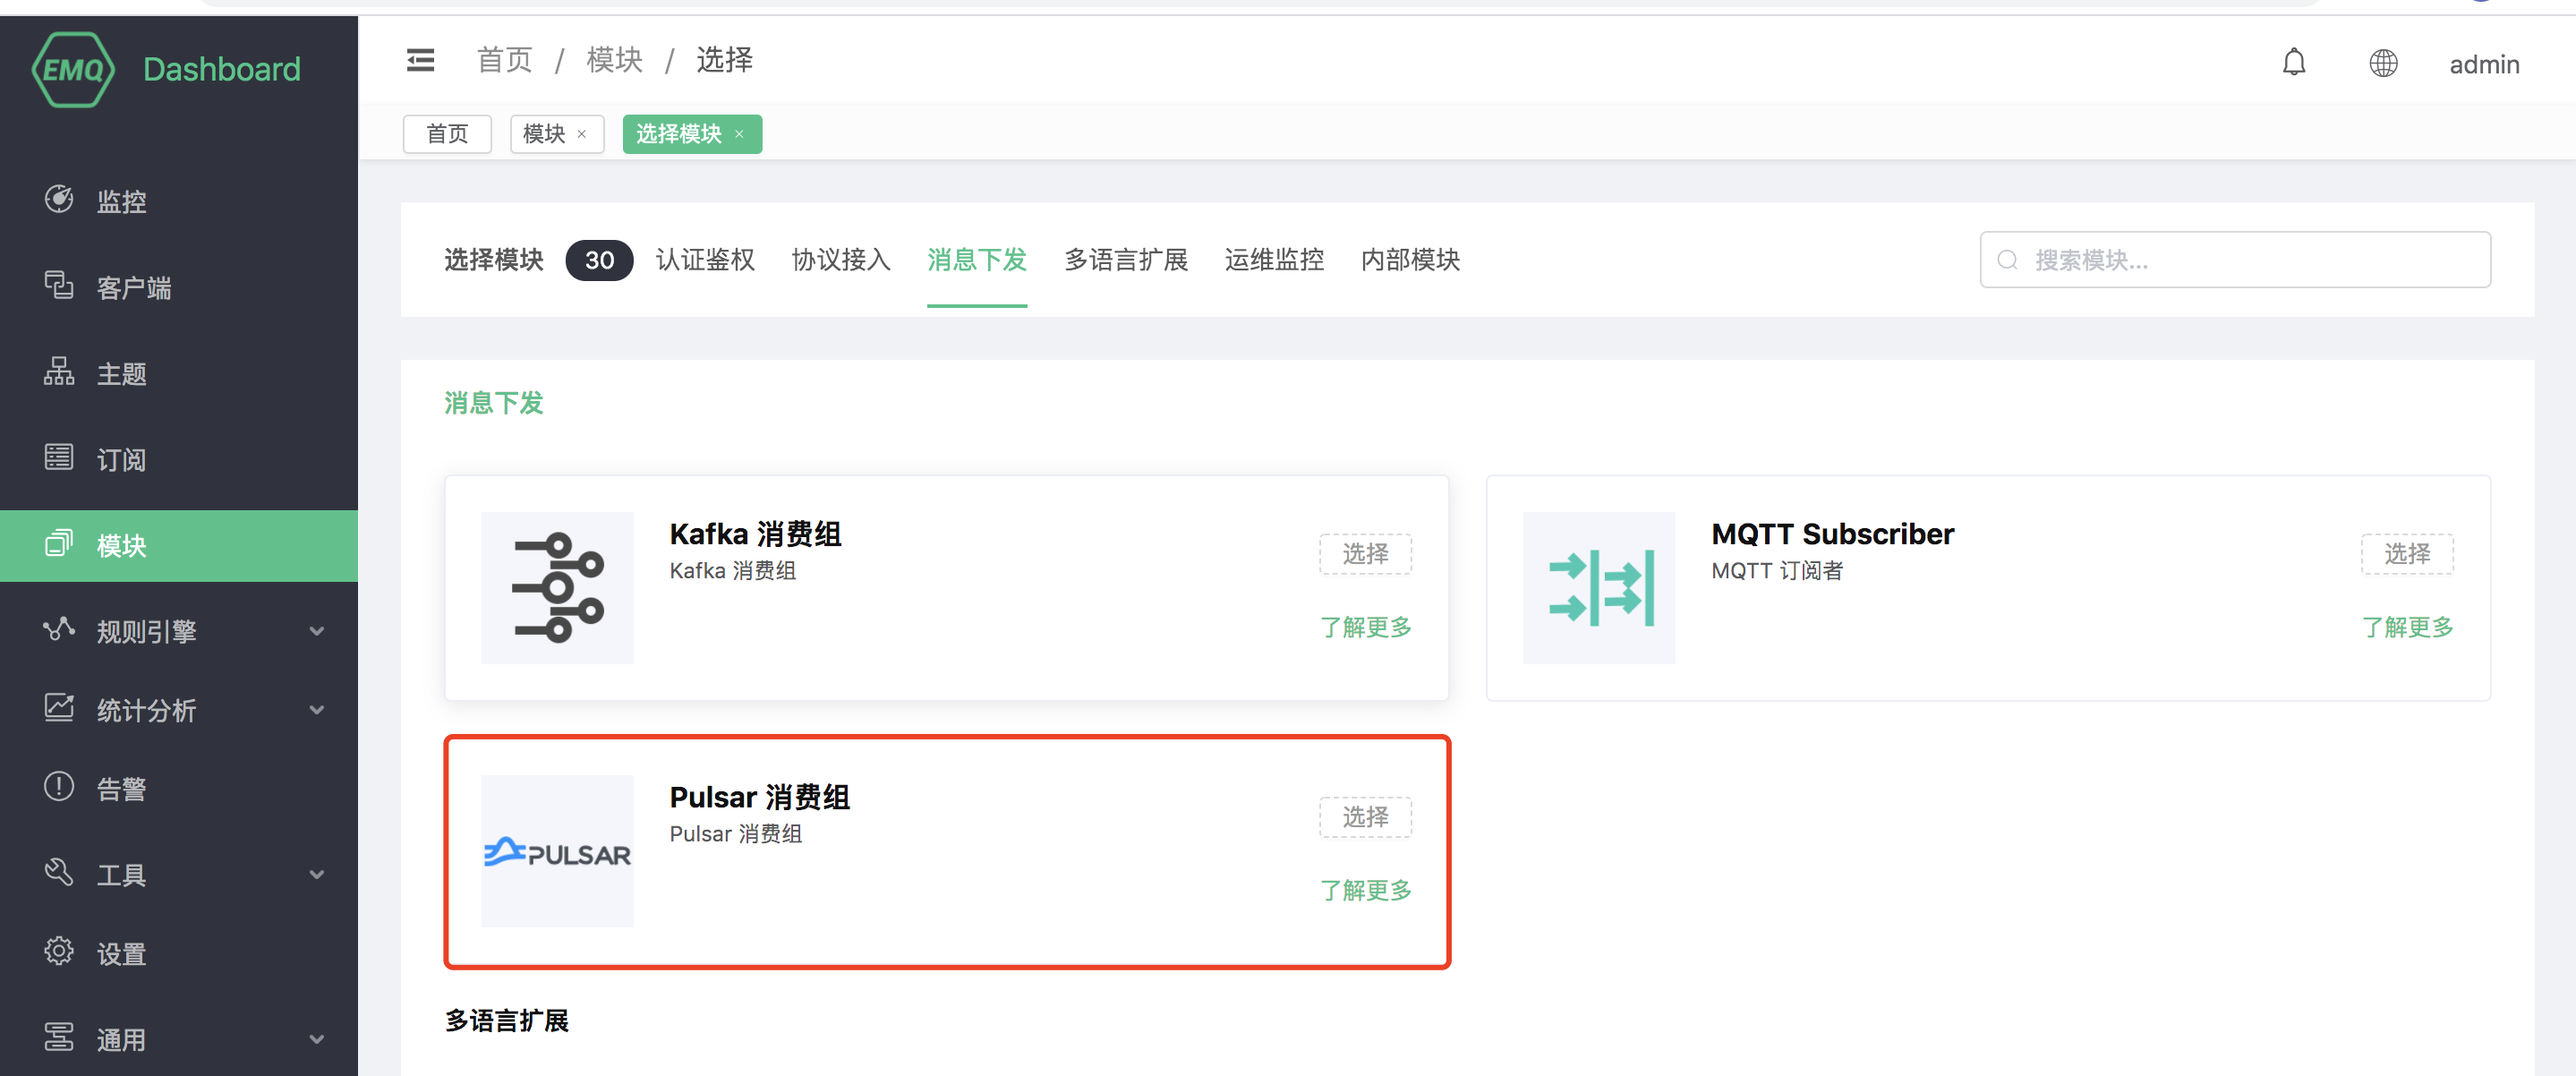 EMQ Dashboard
首页 / 模块 / 选择
admin
首页 模块 × 选择模块 ×
监控
客户端
主题
订阅
模块
规则引擎
统计分析
告警
工具
设置
通用
选择模块 30 认证鉴权 协议接入 消息下发 多语言扩展 运维监控 内部模块
搜索模块...
消息下发
Kafka 消费组
Kafka 消费组
选择
了解更多
MQTT Subscriber
MQTT 订阅者
选择
了解更多
PULSAR
Pulsar 消费组
Pulsar 消费组
选择
了解更多
多语言扩展